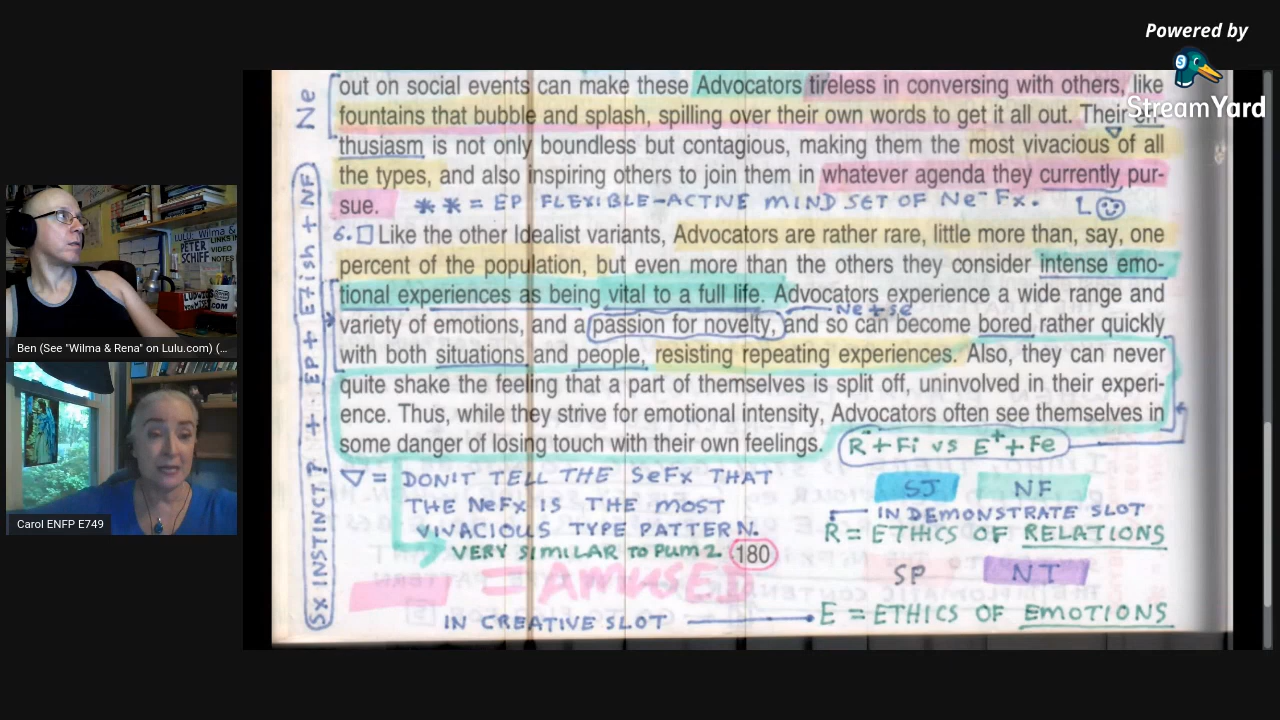 Powered by
StreamYard
out on social events can make these Advocators tireless in conversing with others, like
fountains that bubble and splash, spilling over their own words to get it all out. Their en-
thusiasm is not only boundless but contagious, making them the most vivacious of all
the types, and also inspiring others to join them in whatever agenda they currently pur-
sue. ** = EP FLEXIBLE-ACTIVE MIND SET OF Ne- Fx. L
6. Like the other Idealist variants, Advocators are rather rare, little more than, say, one
percent of the population, but even more than the others they consider intense emo-
tional experiences as being vital to a full life. Advocators experience a wide range and
Ne + Se
variety of emotions, and a passion for novelty, and so can become bored rather quickly
with both situations and people, resisting repeating experiences. Also, they can never
quite shake the feeling that a part of themselves is split off, uninvolved in their experi-
ence. Thus, while they strive for emotional intensity, Advocators often see themselves in
some danger of losing touch with their own feelings. R- + Fi vs E+ + Fe
▽ = DON'T TELL THE SeFx THAT
THE NeFx IS THE MOST
VIVACIOUS TYPE PATTERN.
VERY SIMILAR TO PUM 2 180
= AMUSED
IN CREATIVE SLOT
SJ NF
IN DEMONSTRATE SLOT
R = ETHICS OF RELATIONS
SP NT
E = ETHICS OF EMOTIONS
Ne
Sx INSTINCT? + EP + E7ish + NF
PETER
SCHIFF
LINKS IN
VIDEO
NOTES
Ben (See "Wilma & Rena" on Lulu.com) (...
Carol ENFP E749